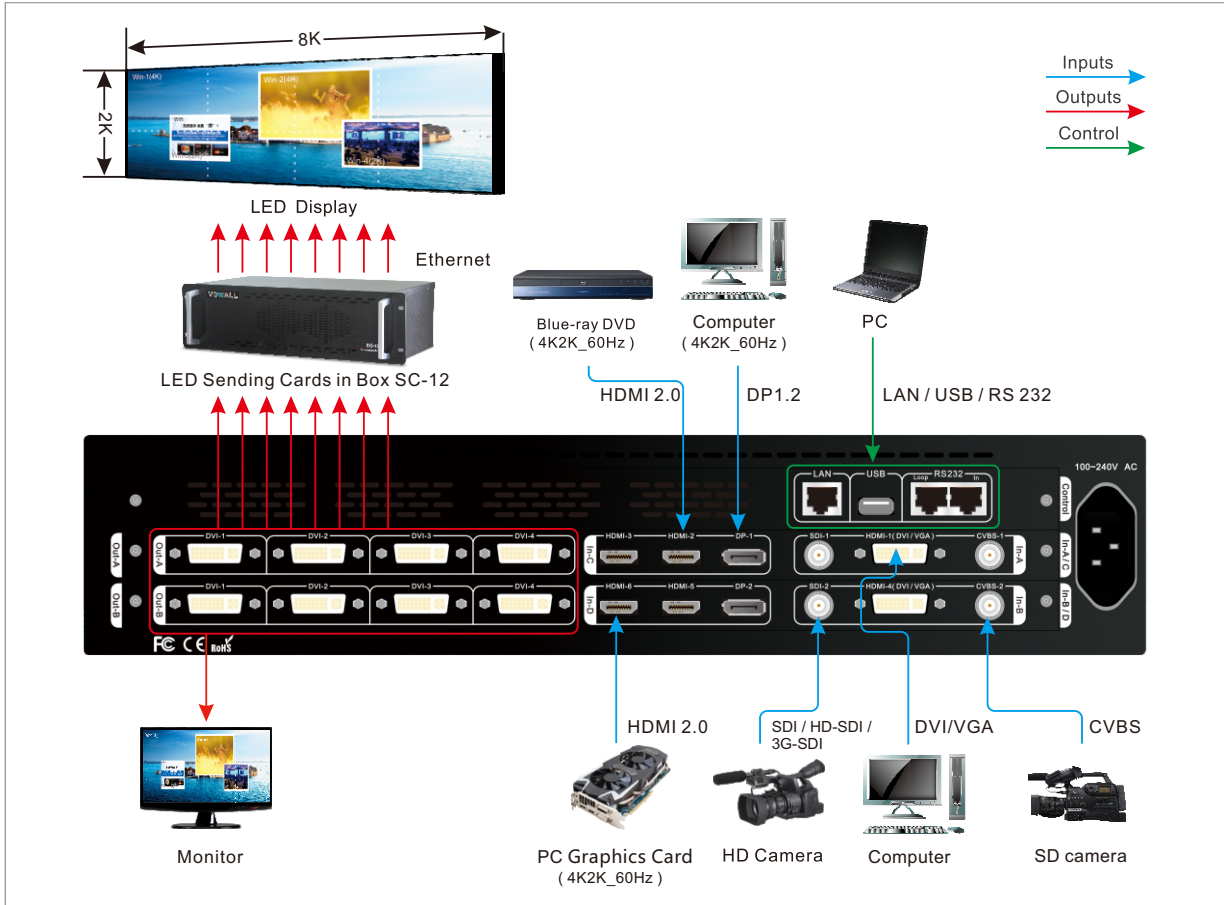 8K
2K
Win-1(4K)
Win-2(4K)
Win-4(2K)
Inputs
Outputs
Control
LED Display
Ethernet
VDWALL
LED Sending Cards in Box SC-12
Blue-ray DVD
( 4K2K_60Hz )
Computer
( 4K2K_60Hz )
PC
HDMI 2.0
DP1.2
LAN / USB / RS 232
100~240V AC
LAN
USB
RS232
Loop
In
Control
Out-A
DVI-1
DVI-2
DVI-3
DVI-4
In-C
HDMI-3
HDMI-2
DP-1
SDI-1
HDMI-1( DVI / VGA )
CVBS-1
In-A
In-A / C
Out-B
DVI-1
DVI-2
DVI-3
DVI-4
In-D
HDMI-6
HDMI-5
DP-2
SDI-2
HDMI-4( DVI / VGA )
CVBS-2
In-B
In-B / D
FC CE RoHS
HDMI 2.0
SDI / HD-SDI /
3G-SDI
DVI/VGA
CVBS
Monitor
PC Graphics Card
( 4K2K_60Hz )
HD Camera
Computer
SD camera